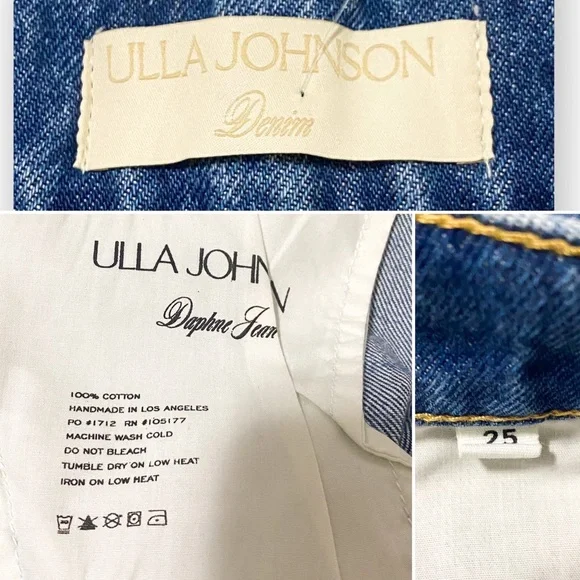 ULLA JOHNSON
Denim
ULLA JOHN
Daphne Jean
100% COTTON
HANDMADE IN LOS ANGELES
PO #1712 RN #105177
MACHINE WASH COLD
DO NOT BLEACH
TUMBLE DRY ON LOW HEAT
IRON ON LOW HEAT
25